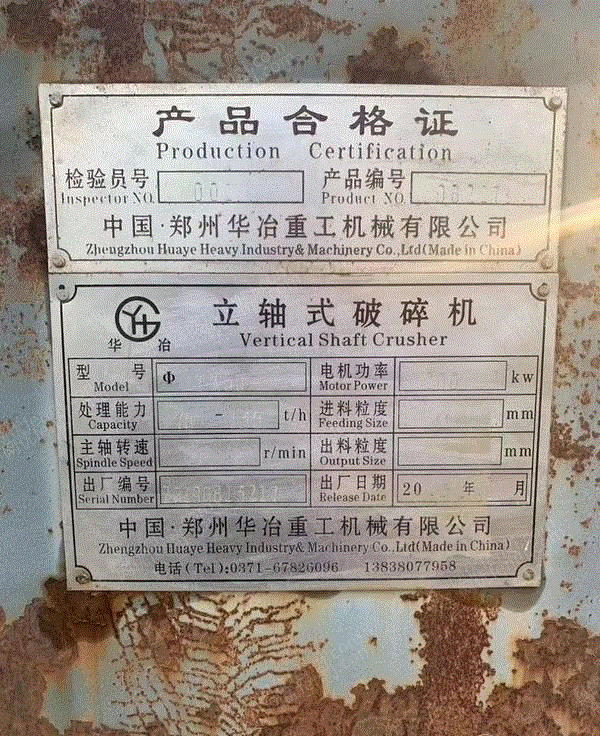 产品合格证
Production Certification
检验员号 产品编号
Inspector NO. Product NO.
中国·郑州华冶重工机械有限公司
Zhengzhou Huaye Heavy Industry& Machinery Co.,Ltd(Made in China)
立轴式破碎机
华冶 Vertical Shaft Crusher
型号 Φ 电机功率 kw
Model Motor Power
处理能力 - t/h 进料粒度 mm
Capacity Feeding Size
主轴转速 r/min 出料粒度 mm
Spindle Speed Output Size
出厂编号 出厂日期 20 年 月
Serial Number Release Date
中国·郑州华冶重工机械有限公司
Zhengzhou Huaye Heavy Industry& Machinery Co.,Ltd(Made in China)
电话(Tel):0371-67826096 13838077958